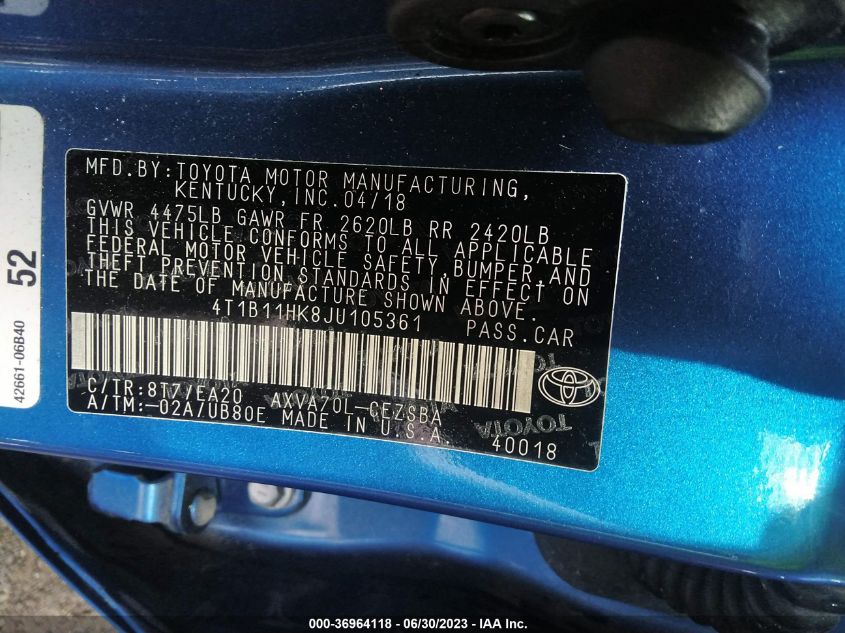 MFD.BY:TOYOTA MOTOR MANUFACTURING,
KENTUCKY,INC.04/18
GVWR 4475LB GAWR FR 2620LB RR 2420LB
THIS VEHICLE CONFORMS TO ALL APPLICABLE
FEDERAL MOTOR VEHICLE SAFETY,BUMPER,AND
THEFT PREVENTION STANDARDS IN EFFECT ON
THE DATE OF MANUFACTURE SHOWN ABOVE.
4T1B11HK8JU105361 PASS.CAR
C/TR:8T7/EA20 AXVA70L-CEZSBA
A/TM:-02A/UB80E MADE IN U.S.A.
40018
TOYOTA
52
42661-06B40
000-36964118 - 06/30/2023 - IAA Inc.